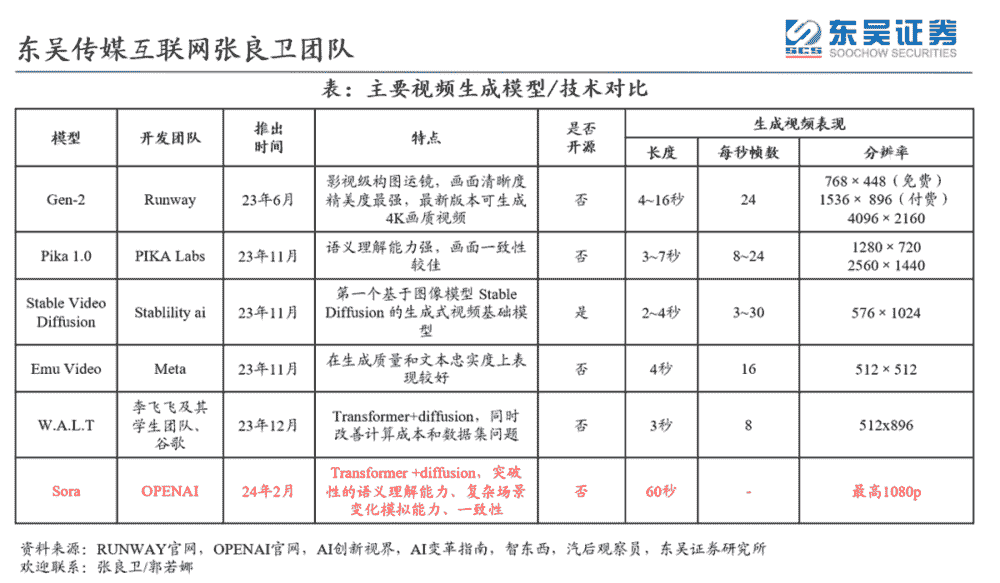 东吴传媒互联网张良卫团队
SCS
东吴证券
SOOCHOW SECURITIES
表：主要视频生成模型/技术对比
模型 开发团队 推出时间 特点 是否开源 生成视频表现
长度 每秒帧数 分辨率
Gen-2 Runway 23年6月 影视级构图运镜，画面清晰度精美度最强，最新版本可生成4K画质视频 否 4~16秒 24 768×448（免费） 1536× 896（付费） 4096×2160
Pika 1.0 PIKA Labs 23年11月 语义理解能力强，画面一致性较佳 否 3~7秒 8~24 1280×720 2560×1440
Stable Video Diffusion Stablility ai 23年11月 第一个基于图像模型 Stable Diffusion 的生成式视频基础模型 是 2~4秒 3~30 576×1024
Emu Video Meta 23年11月 在生成质量和文本忠实度上表现较好 否 4秒 16 512×512
W.A.L.T 李飞飞及其学生团队、谷歌 23年12月 Transformer+diffusion，同时改善计算成本和数据集问题 否 3秒 8 512x896
Sora OPENAI 24年2月 Transformer +diffusion，突破性的语义理解能力、复杂场景变化模拟能力、一致性 否 60秒 - 最高1080p
资料来源：RUNWAY官网，OPENAI官网，AI创新视界，AI变革指南，智东西，汽后观察员，东吴证券研究所
欢迎联系：张良卫/郭若娜